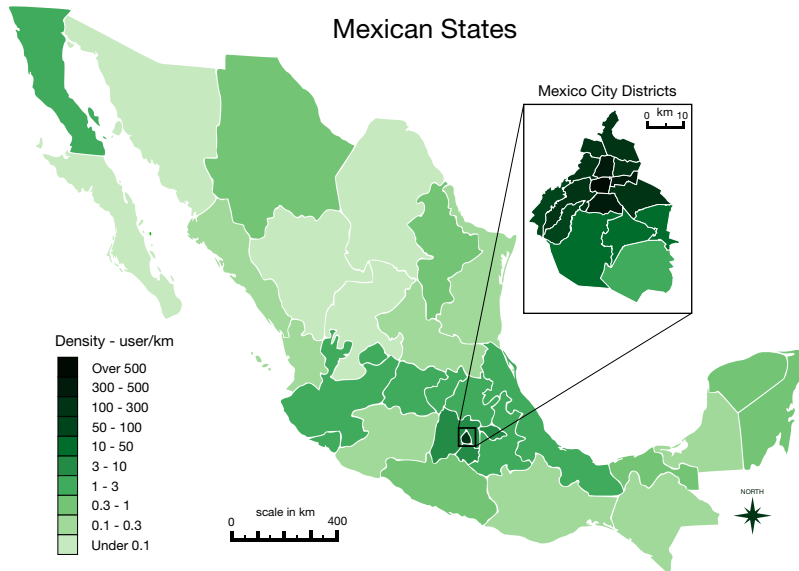 Mexican States
Mexico City Districts
km
0 10
Density - user/km
Over 500
300 - 500
100 - 300
50 - 100
10 - 50
3 - 10
1 - 3
0.3 - 1
0.1 - 0.3
Under 0.1
scale in km
0 400
NORTH